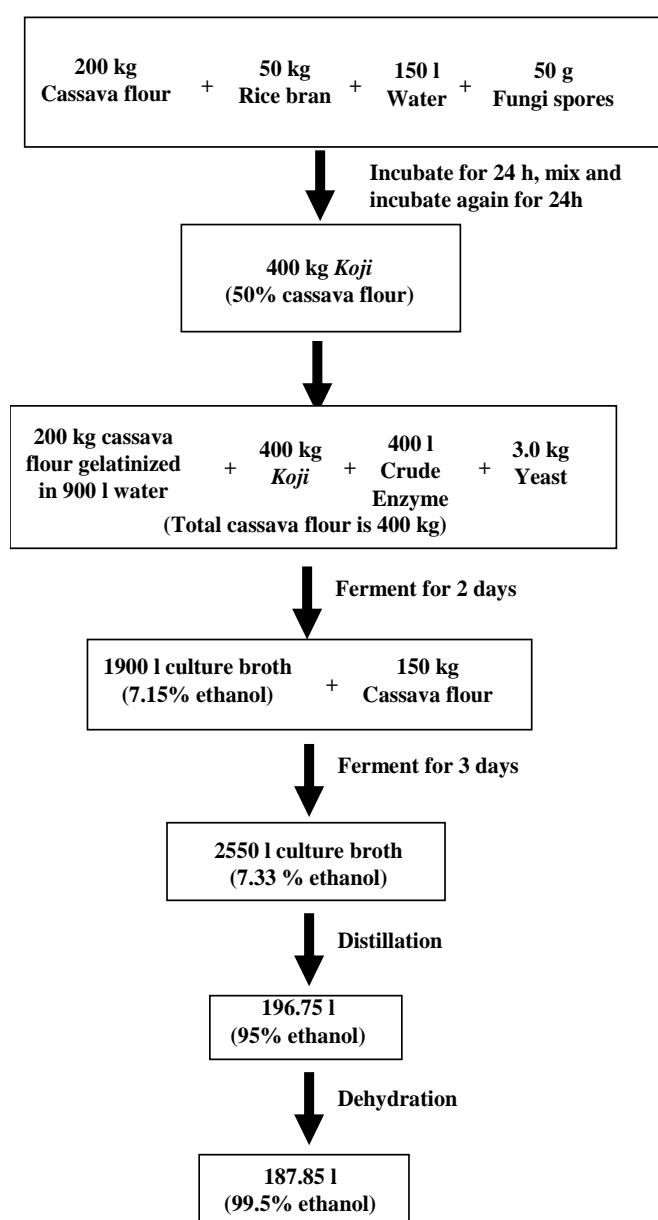 200 kg + 50 kg + 150 l + 50 g
Cassava flour Rice bran Water Fungi spores
Incubate for 24 h, mix and
incubate again for 24h
400 kg Koji
(50% cassava flour)
200 kg cassava
flour gelatinized
in 900 l water
+
400 kg
Koji
+
400 l
Crude
Enzyme
+
3.0 kg
Yeast
(Total cassava flour is 400 kg)
Ferment for 2 days
1900 l culture broth
(7.15% ethanol)
+
150 kg
Cassava flour
Ferment for 3 days
2550 l culture broth
(7.33 % ethanol)
Distillation
196.75 l
(95% ethanol)
Dehydration
187.85 l
(99.5% ethanol)